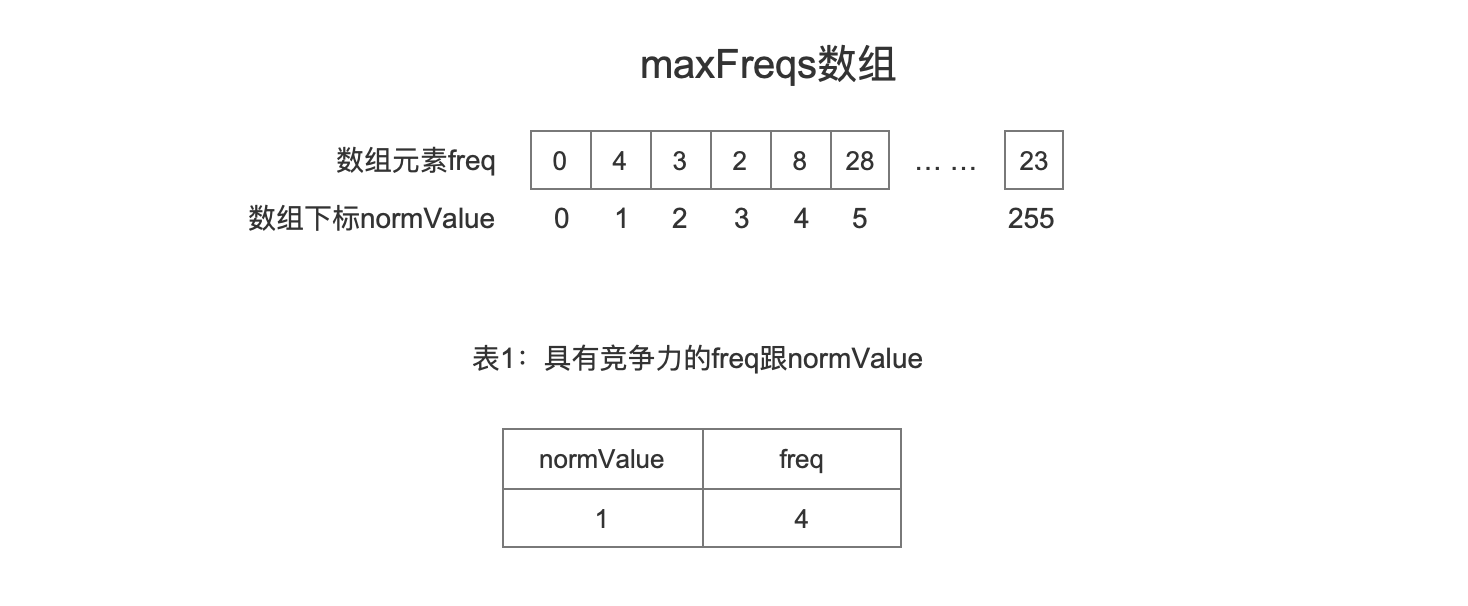 maxFreqs数组
数组元素freq 0 4 3 2 8 28 … … 23
数组下标normValue 0 1 2 3 4 5 255
表1：具有竞争力的freq跟normValue
normValue freq
1 4